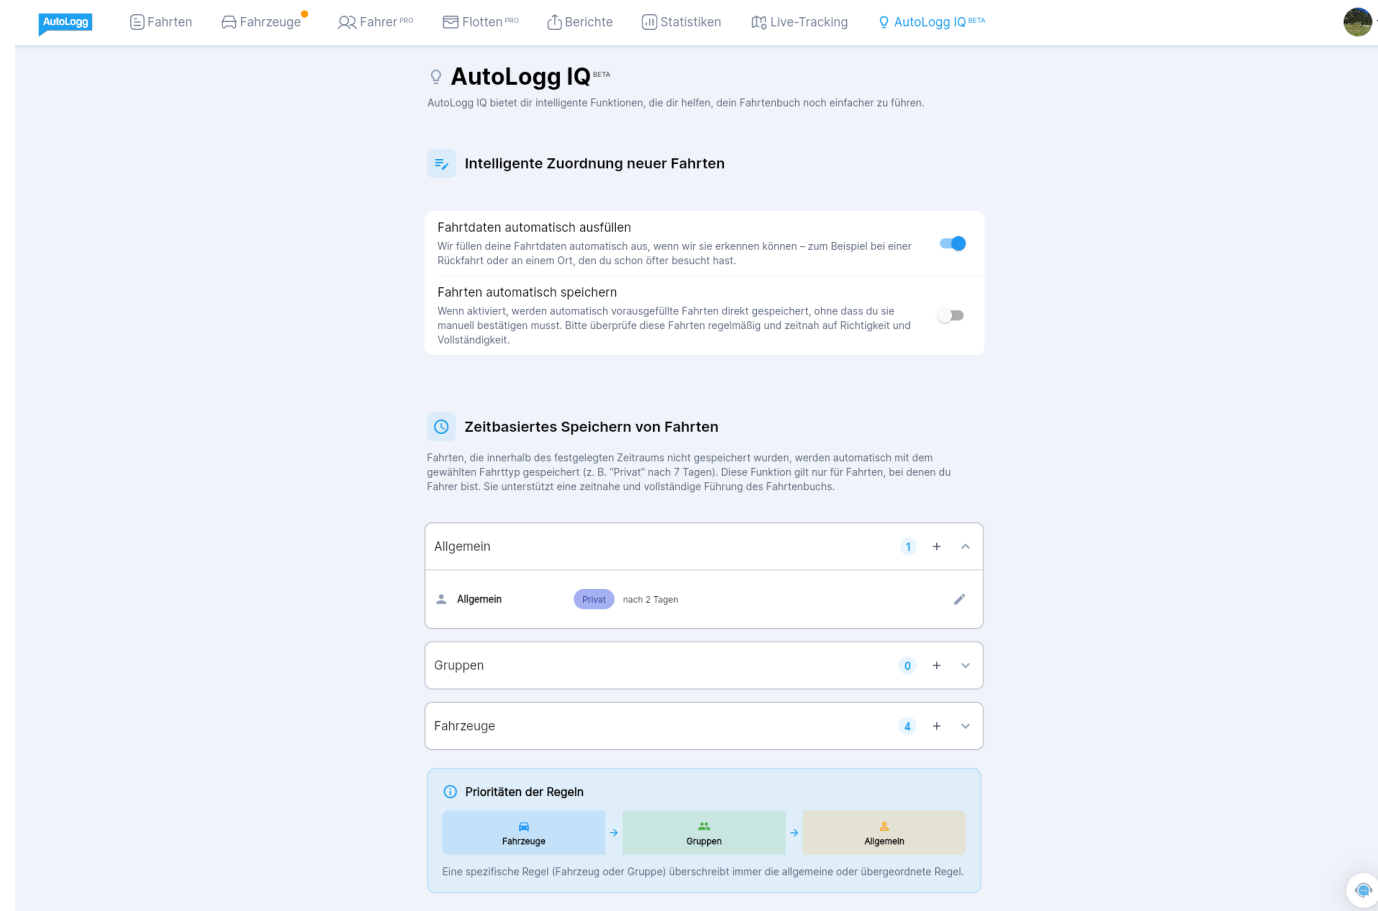 AutoLogg
Fahrten
Fahrzeuge
Fahrer PRO
Flotten PRO
Berichte
Statistiken
Live-Tracking
AutoLogg IQ BETA
AutoLogg IQ BETA
AutoLogg IQ bietet dir intelligente Funktionen, die dir helfen, dein Fahrtenbuch noch einfacher zu führen.
Intelligente Zuordnung neuer Fahrten
Fahrtdaten automatisch ausfüllen
Wir füllen deine Fahrtdaten automatisch aus, wenn wir sie erkennen können – zum Beispiel bei einer
Rückfahrt oder an einem Ort, den du schon öfter besucht hast.
Fahrten automatisch speichern
Wenn aktiviert, werden automatisch vorausgefüllte Fahrten direkt gespeichert, ohne dass du sie
manuell bestätigen musst. Bitte überprüfe diese Fahrten regelmäßig und zeitnah auf Richtigkeit und
Vollständigkeit.
Zeitbasiertes Speichern von Fahrten
Fahrten, die innerhalb des festgelegten Zeitraums nicht gespeichert wurden, werden automatisch mit dem
gewählten Fahrttyp gespeichert (z. B. "Privat" nach 7 Tagen). Diese Funktion gilt nur für Fahrten, bei denen du
Fahrer bist. Sie unterstützt eine zeitnahe und vollständige Führung des Fahrtenbuchs.
Allgemein 1 +
Allgemein Privat nach 2 Tagen
Gruppen 0 +
Fahrzeuge 4 +
Prioritäten der Regeln
Fahrzeuge → Gruppen → Allgemein
Eine spezifische Regel (Fahrzeug oder Gruppe) überschreibt immer die allgemeine oder übergeordnete Regel.